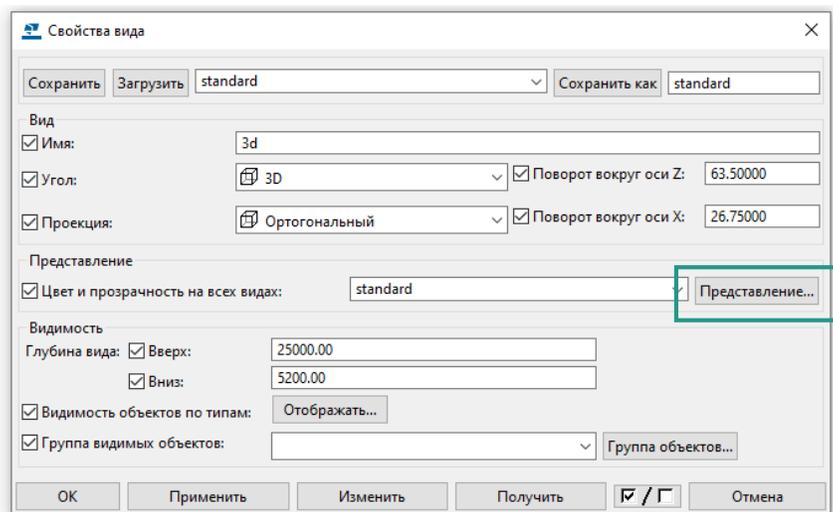 Свойства вида
Сохранить Загрузить standard Сохранить как standard
Вид
Имя: 3d
Угол: 3D Поворот вокруг оси Z: 63.50000
Проекция: Ортогональный Поворот вокруг оси X: 26.75000
Представление
Цвет и прозрачность на всех видах: standard Представление...
Видимость
Глубина вида: Вверх: 25000.00
Вниз: 5200.00
Видимость объектов по типам: Отображать...
Группа видимых объектов: Группа объектов...
ОК Применить Изменить Получить / Отмена